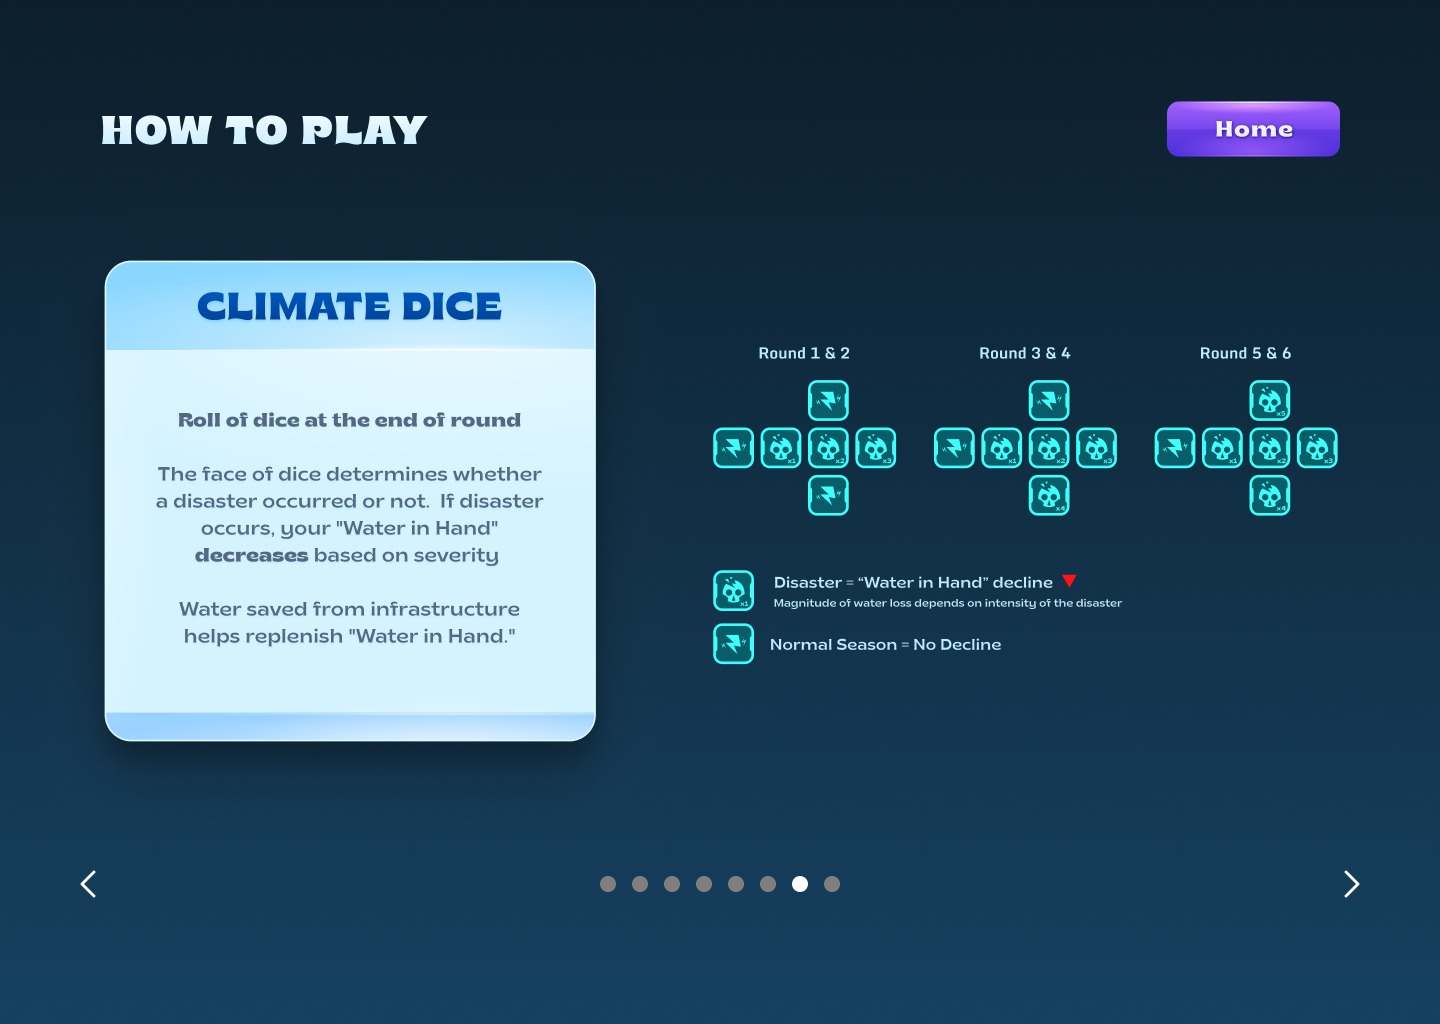 HOW TO PLAY
Home
CLIMATE DICE
Roll of dice at the end of round
The face of dice determines whether
a disaster occurred or not.  If disaster
occurs, your "Water in Hand"
decreases based on severity
Water saved from infrastructure
helps replenish "Water in Hand."
Round 1 & 2
x1 x2 x3
Round 3 & 4
x1 x2 x3
x4
Round 5 & 6
x5
x1 x2 x3
x4
x1
Disaster = “Water in Hand” decline
Magnitude of water loss depends on intensity of the disaster
Normal Season = No Decline